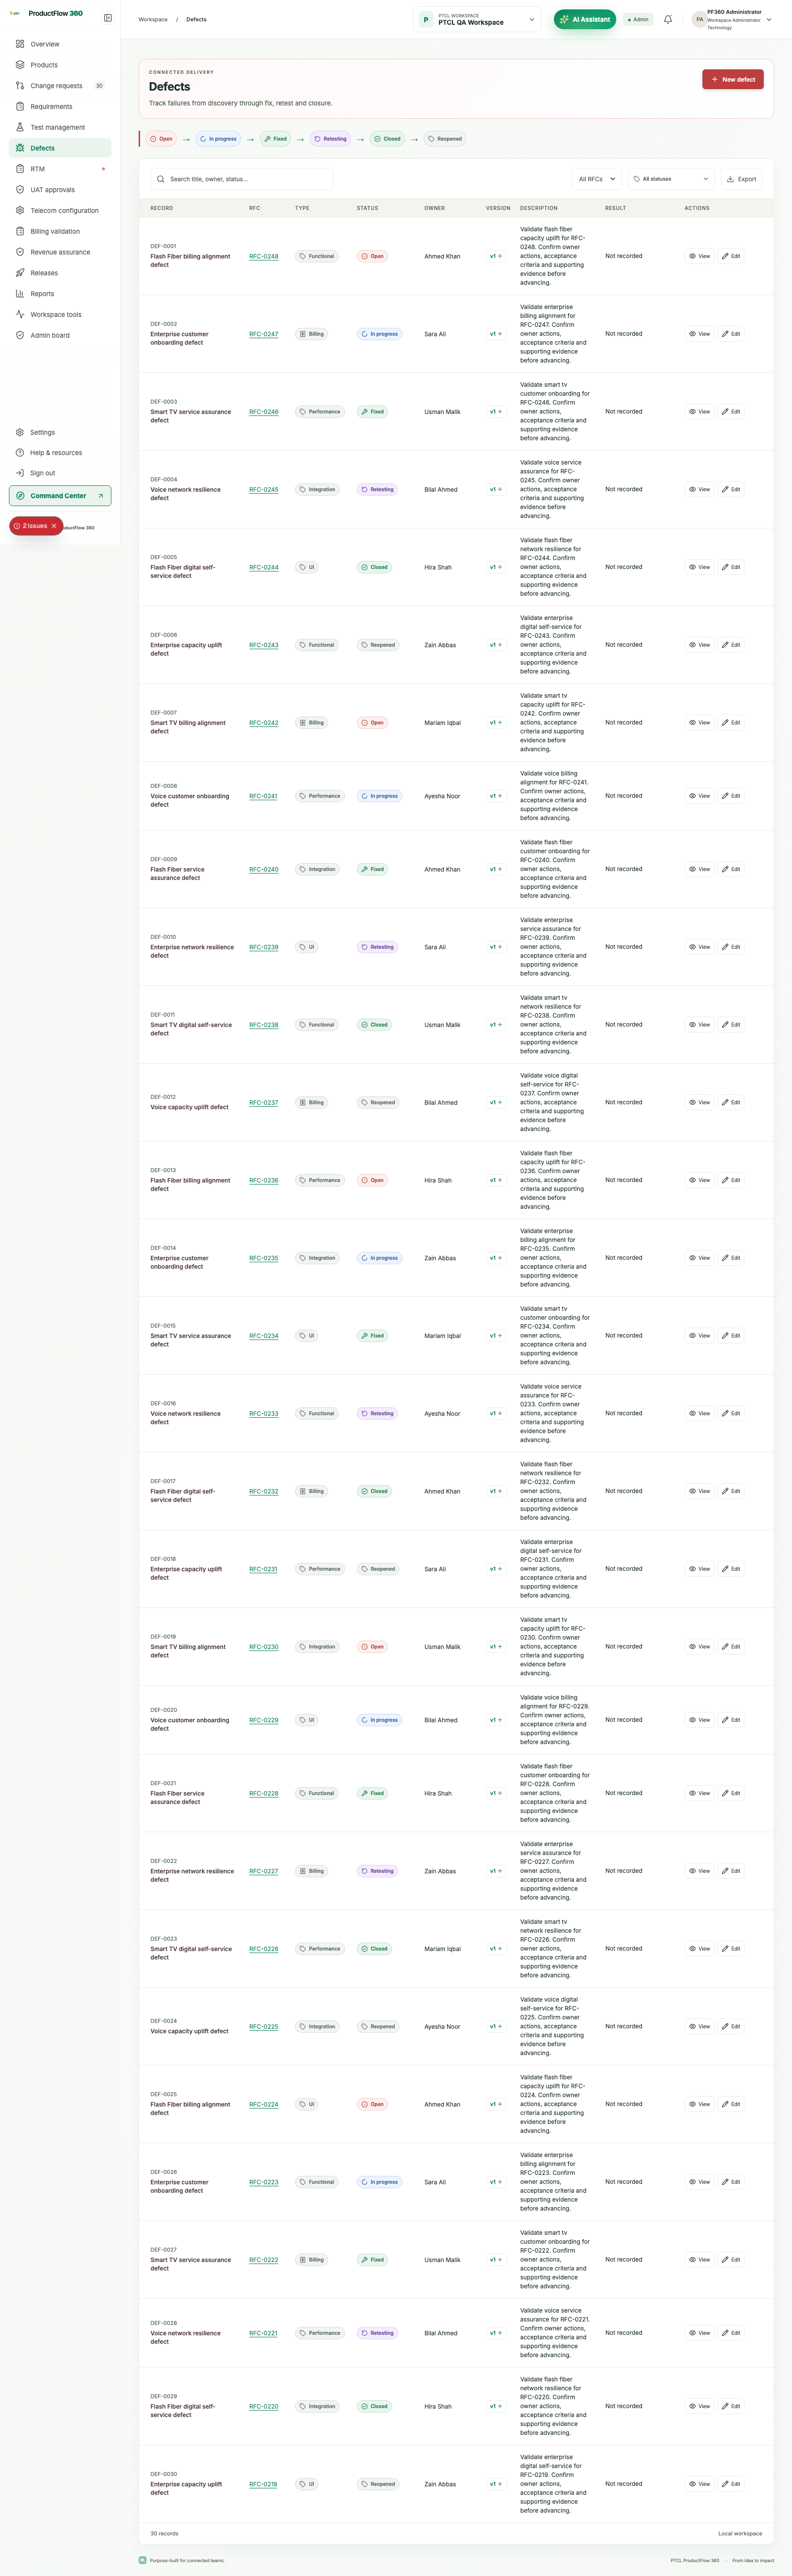 ProductFlow 360
Overview
Products
Change requests 30
Requirements
Test management
Defects
RTM
UAT approvals
Telecom configuration
Billing validation
Revenue assurance
Releases
Reports
Workspace tools
Admin board
Settings
Help & resources
Sign out
Command Center
2 Issues
oductFlow 360
Workspace / Defects
P
PTCL WORKSPACE
PTCL QA Workspace
AI Assistant
Admin
PA
PF360 Administrator
Workspace Administrator
Technology
CONNECTED DELIVERY
Defects
Track failures from discovery through fix, retest and closure.
New defect
Open → In progress → Fixed → Retesting → Closed → Reopened
Search title, owner, status...
All RFCs
All statuses
Export
RECORD RFC TYPE STATUS OWNER VERSION DESCRIPTION RESULT ACTIONS
DEF-0001
Flash Fiber billing alignment
defect
RFC-0248 Functional Open Ahmed Khan v1 +
Validate flash fiber
capacity uplift for RFC-
0248. Confirm owner
actions, acceptance
criteria and supporting
evidence before
advancing.
Not recorded View Edit
DEF-0002
Enterprise customer
onboarding defect
RFC-0247 Billing In progress Sara Ali v1 +
Validate enterprise
billing alignment for
RFC-0247. Confirm
owner actions,
acceptance criteria and
supporting evidence
before advancing.
Not recorded View Edit
DEF-0003
Smart TV service assurance
defect
RFC-0246 Performance Fixed Usman Malik v1 +
Validate smart tv
customer onboarding for
RFC-0246. Confirm
owner actions,
acceptance criteria and
supporting evidence
before advancing.
Not recorded View Edit
DEF-0004
Voice network resilience
defect
RFC-0245 Integration Retesting Bilal Ahmed v1 +
Validate voice service
assurance for RFC-
0245. Confirm owner
actions, acceptance
criteria and supporting
evidence before
advancing.
Not recorded View Edit
DEF-0005
Flash Fiber digital self-
service defect
RFC-0244 UI Closed Hira Shah v1 +
Validate flash fiber
network resilience for
RFC-0244. Confirm
owner actions,
acceptance criteria and
supporting evidence
before advancing.
Not recorded View Edit
DEF-0006
Enterprise capacity uplift
defect
RFC-0243 Functional Reopened Zain Abbas v1 +
Validate enterprise
digital self-service for
RFC-0243. Confirm
owner actions,
acceptance criteria and
supporting evidence
before advancing.
Not recorded View Edit
DEF-0007
Smart TV billing alignment
defect
RFC-0242 Billing Open Mariam Iqbal v1 +
Validate smart tv
capacity uplift for RFC-
0242. Confirm owner
actions, acceptance
criteria and supporting
evidence before
advancing.
Not recorded View Edit
DEF-0008
Voice customer onboarding
defect
RFC-0241 Performance In progress Ayesha Noor v1 +
Validate voice billing
alignment for RFC-0241.
Confirm owner actions,
acceptance criteria and
supporting evidence
before advancing.
Not recorded View Edit
DEF-0009
Flash Fiber service
assurance defect
RFC-0240 Integration Fixed Ahmed Khan v1 +
Validate flash fiber
customer onboarding for
RFC-0240. Confirm
owner actions,
acceptance criteria and
supporting evidence
before advancing.
Not recorded View Edit
DEF-0010
Enterprise network resilience
defect
RFC-0239 UI Retesting Sara Ali v1 +
Validate enterprise
service assurance for
RFC-0239. Confirm
owner actions,
acceptance criteria and
supporting evidence
before advancing.
Not recorded View Edit
DEF-0011
Smart TV digital self-service
defect
RFC-0238 Functional Closed Usman Malik v1 +
Validate smart tv
network resilience for
RFC-0238. Confirm
owner actions,
acceptance criteria and
supporting evidence
before advancing.
Not recorded View Edit
DEF-0012
Voice capacity uplift defect
RFC-0237 Billing Reopened Bilal Ahmed v1 +
Validate voice digital
self-service for RFC-
0237. Confirm owner
actions, acceptance
criteria and supporting
evidence before
advancing.
Not recorded View Edit
DEF-0013
Flash Fiber billing alignment
defect
RFC-0236 Performance Open Hira Shah v1 +
Validate flash fiber
capacity uplift for RFC-
0236. Confirm owner
actions, acceptance
criteria and supporting
evidence before
advancing.
Not recorded View Edit
DEF-0014
Enterprise customer
onboarding defect
RFC-0235 Integration In progress Zain Abbas v1 +
Validate enterprise
billing alignment for
RFC-0235. Confirm
owner actions,
acceptance criteria and
supporting evidence
before advancing.
Not recorded View Edit
DEF-0015
Smart TV service assurance
defect
RFC-0234 UI Fixed Mariam Iqbal v1 +
Validate smart tv
customer onboarding for
RFC-0234. Confirm
owner actions,
acceptance criteria and
supporting evidence
before advancing.
Not recorded View Edit
DEF-0016
Voice network resilience
defect
RFC-0233 Functional Retesting Ayesha Noor v1 +
Validate voice service
assurance for RFC-
0233. Confirm owner
actions, acceptance
criteria and supporting
evidence before
advancing.
Not recorded View Edit
DEF-0017
Flash Fiber digital self-
service defect
RFC-0232 Billing Closed Ahmed Khan v1 +
Validate flash fiber
network resilience for
RFC-0232. Confirm
owner actions,
acceptance criteria and
supporting evidence
before advancing.
Not recorded View Edit
DEF-0018
Enterprise capacity uplift
defect
RFC-0231 Performance Reopened Sara Ali v1 +
Validate enterprise
digital self-service for
RFC-0231. Confirm
owner actions,
acceptance criteria and
supporting evidence
before advancing.
Not recorded View Edit
DEF-0019
Smart TV billing alignment
defect
RFC-0230 Integration Open Usman Malik v1 +
Validate smart tv
capacity uplift for RFC-
0230. Confirm owner
actions, acceptance
criteria and supporting
evidence before
advancing.
Not recorded View Edit
DEF-0020
Voice customer onboarding
defect
RFC-0229 UI In progress Bilal Ahmed v1 +
Validate voice billing
alignment for RFC-0229.
Confirm owner actions,
acceptance criteria and
supporting evidence
before advancing.
Not recorded View Edit
DEF-0021
Flash Fiber service
assurance defect
RFC-0228 Functional Fixed Hira Shah v1 +
Validate flash fiber
customer onboarding for
RFC-0228. Confirm
owner actions,
acceptance criteria and
supporting evidence
before advancing.
Not recorded View Edit
DEF-0022
Enterprise network resilience
defect
RFC-0227 Billing Retesting Zain Abbas v1 +
Validate enterprise
service assurance for
RFC-0227. Confirm
owner actions,
acceptance criteria and
supporting evidence
before advancing.
Not recorded View Edit
DEF-0023
Smart TV digital self-service
defect
RFC-0226 Performance Closed Mariam Iqbal v1 +
Validate smart tv
network resilience for
RFC-0226. Confirm
owner actions,
acceptance criteria and
supporting evidence
before advancing.
Not recorded View Edit
DEF-0024
Voice capacity uplift defect
RFC-0225 Integration Reopened Ayesha Noor v1 +
Validate voice digital
self-service for RFC-
0225. Confirm owner
actions, acceptance
criteria and supporting
evidence before
advancing.
Not recorded View Edit
DEF-0025
Flash Fiber billing alignment
defect
RFC-0224 UI Open Ahmed Khan v1 +
Validate flash fiber
capacity uplift for RFC-
0224. Confirm owner
actions, acceptance
criteria and supporting
evidence before
advancing.
Not recorded View Edit
DEF-0026
Enterprise customer
onboarding defect
RFC-0223 Functional In progress Sara Ali v1 +
Validate enterprise
billing alignment for
RFC-0223. Confirm
owner actions,
acceptance criteria and
supporting evidence
before advancing.
Not recorded View Edit
DEF-0027
Smart TV service assurance
defect
RFC-0222 Billing Fixed Usman Malik v1 +
Validate smart tv
customer onboarding for
RFC-0222. Confirm
owner actions,
acceptance criteria and
supporting evidence
before advancing.
Not recorded View Edit
DEF-0028
Voice network resilience
defect
RFC-0221 Performance Retesting Bilal Ahmed v1 +
Validate voice service
assurance for RFC-0221.
Confirm owner actions,
acceptance criteria and
supporting evidence
before advancing.
Not recorded View Edit
DEF-0029
Flash Fiber digital self-
service defect
RFC-0220 Integration Closed Hira Shah v1 +
Validate flash fiber
network resilience for
RFC-0220. Confirm
owner actions,
acceptance criteria and
supporting evidence
before advancing.
Not recorded View Edit
DEF-0030
Enterprise capacity uplift
defect
RFC-0219 UI Reopened Zain Abbas v1 +
Validate enterprise
digital self-service for
RFC-0219. Confirm
owner actions,
acceptance criteria and
supporting evidence
before advancing.
Not recorded View Edit
30 records
Local workspace
Purpose-built for connected teams.
PTCL ProductFlow 360 · From idea to impact